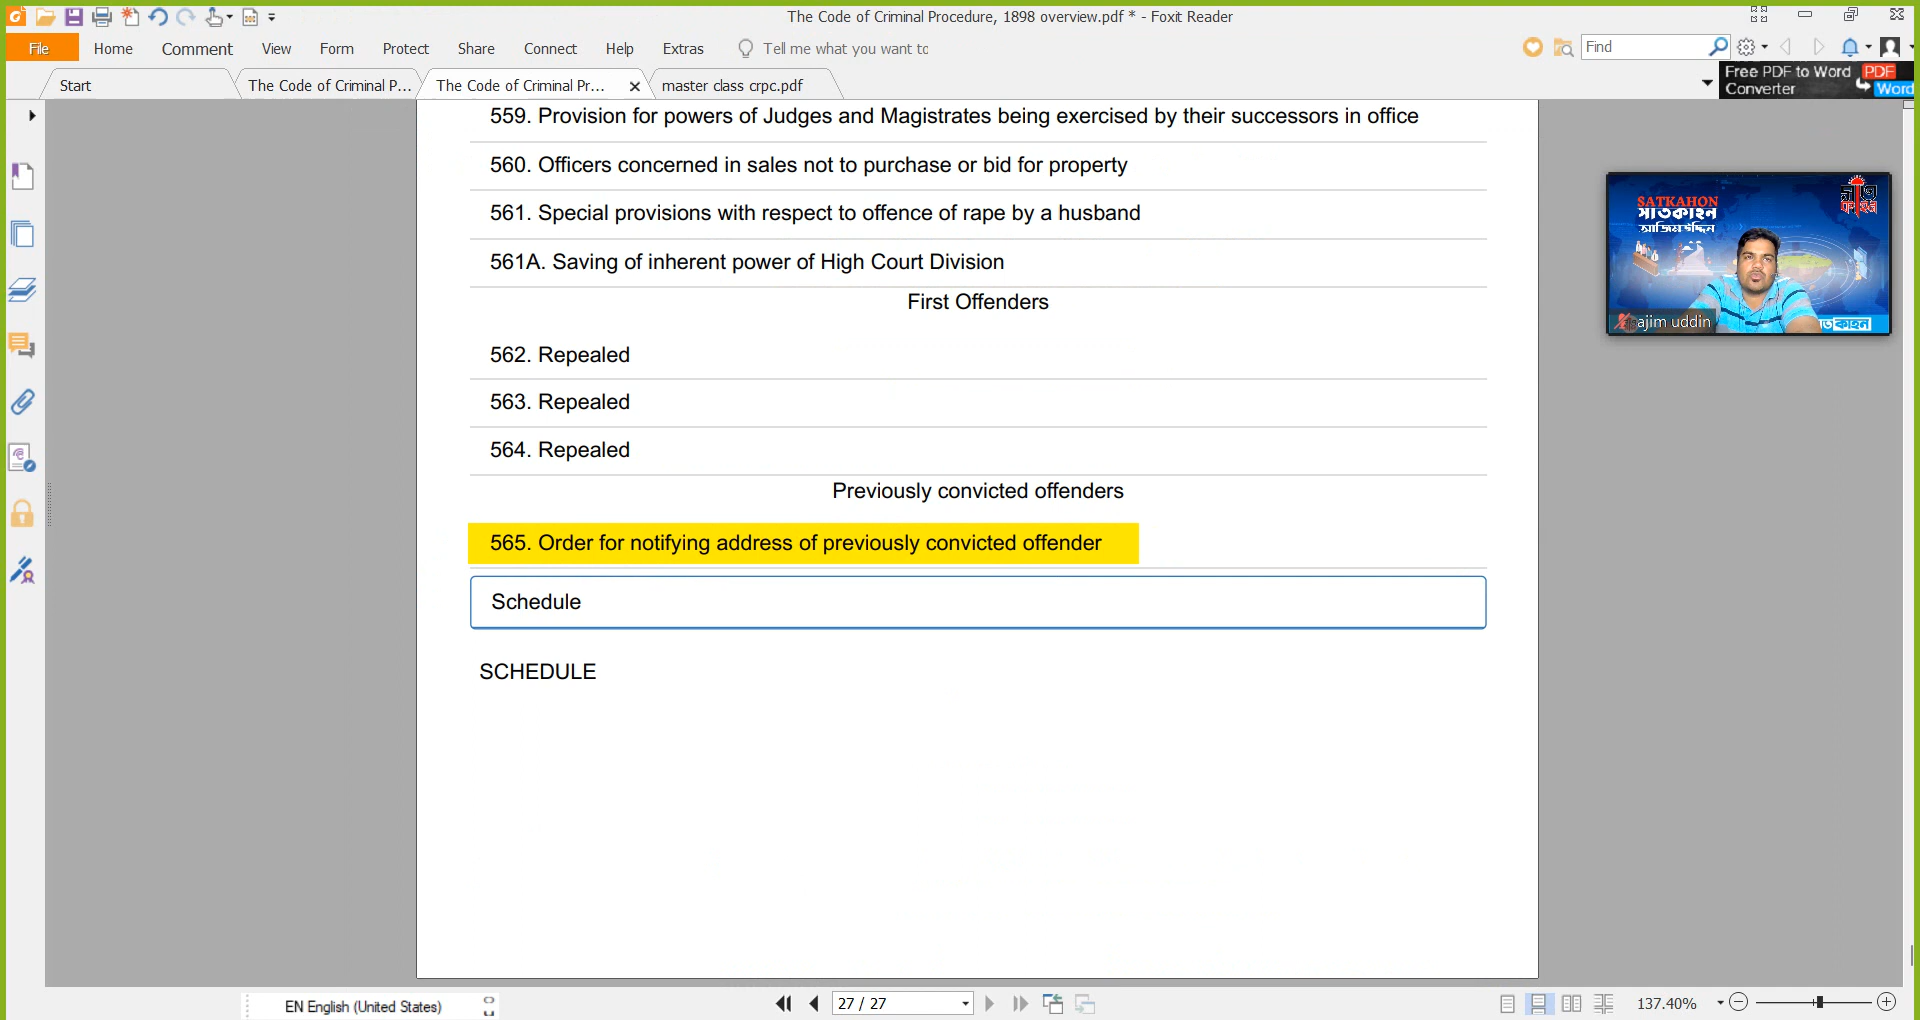 The Code of Criminal Procedure, 1898 overview.pdf * - Foxit Reader
File Home Comment View Form Protect Share Connect Help Extras Tell me what you want to Find
Start The Code of Criminal P... The Code of Criminal Pr... master class crpc.pdf
Free PDF to Word Converter
PDF
Word
559. Provision for powers of Judges and Magistrates being exercised by their successors in office
560. Officers concerned in sales not to purchase or bid for property
561. Special provisions with respect to offence of rape by a husband
561A. Saving of inherent power of High Court Division
First Offenders
562. Repealed
563. Repealed
564. Repealed
Previously convicted offenders
565. Order for notifying address of previously convicted offender
Schedule
SCHEDULE
SATKAHON
সাতকাহন
আজিম উদ্দিন
ajim uddin
EN English (United States)
27 / 27
137.40%